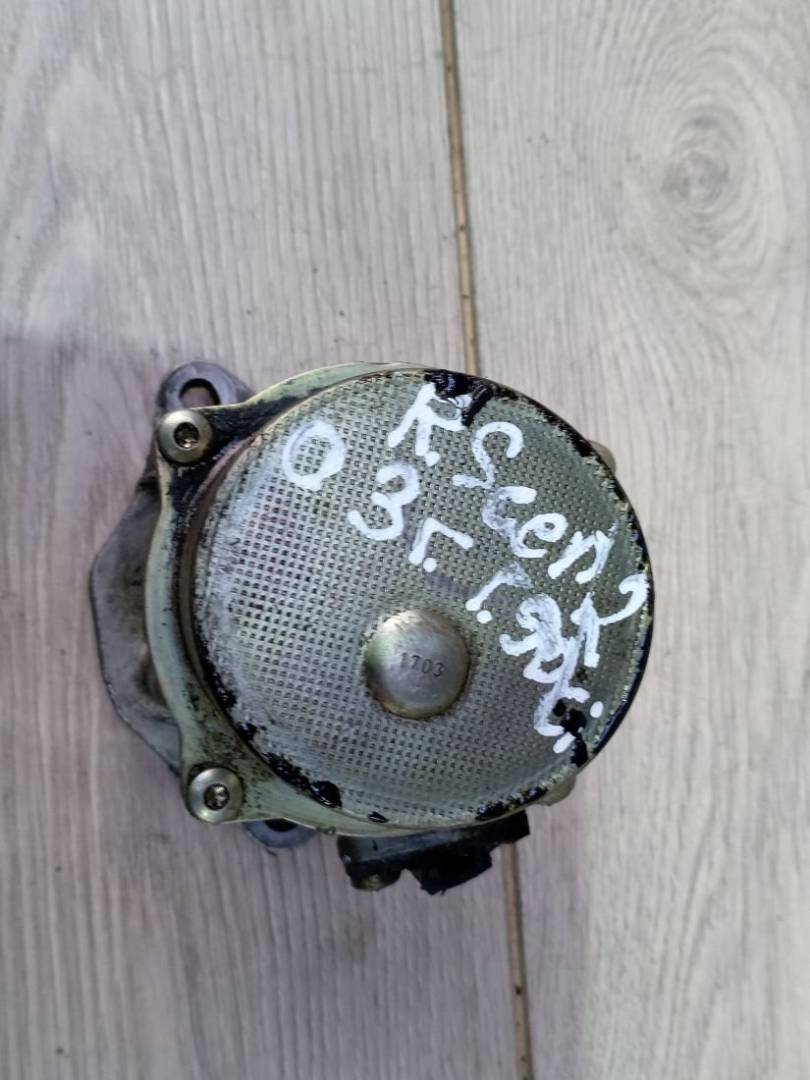 R. Scen 2
03г. 1.9dci
1703